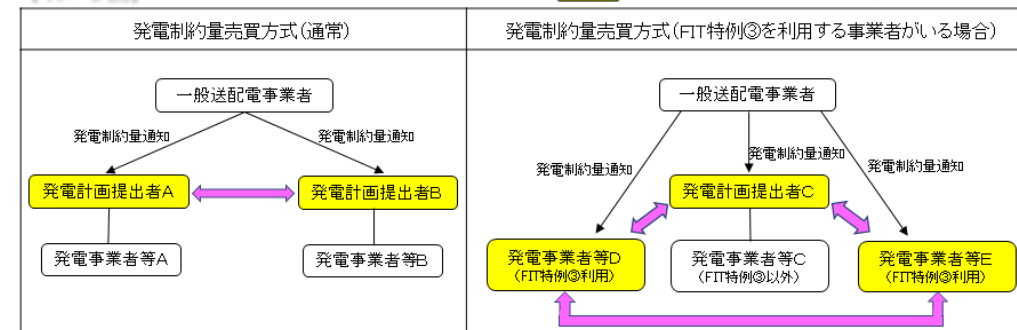 発電制約量売買方式(通常)
発電制約量売買方式(FIT特例③を利用する事業者がいる場合)
一般送配電事業者
発電制約量通知
発電制約量通知
発電計画提出者A
発電計画提出者B
発電事業者等A
発電事業者等B
一般送配電事業者
発電制約量通知
発電制約量通知
発電制約量通知
発電計画提出者C
発電事業者等D
(FIT特例③利用)
発電事業者等C
(FIT特例③以外)
発電事業者等E
(FIT特例③利用)